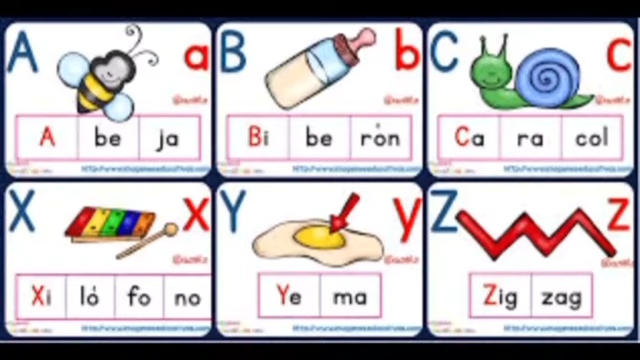 A a
A be ja
B b
Bi be rón
C c
Ca ra col
X x
Xi ló fo no
Y y
Ye ma
Z z
Zig zag